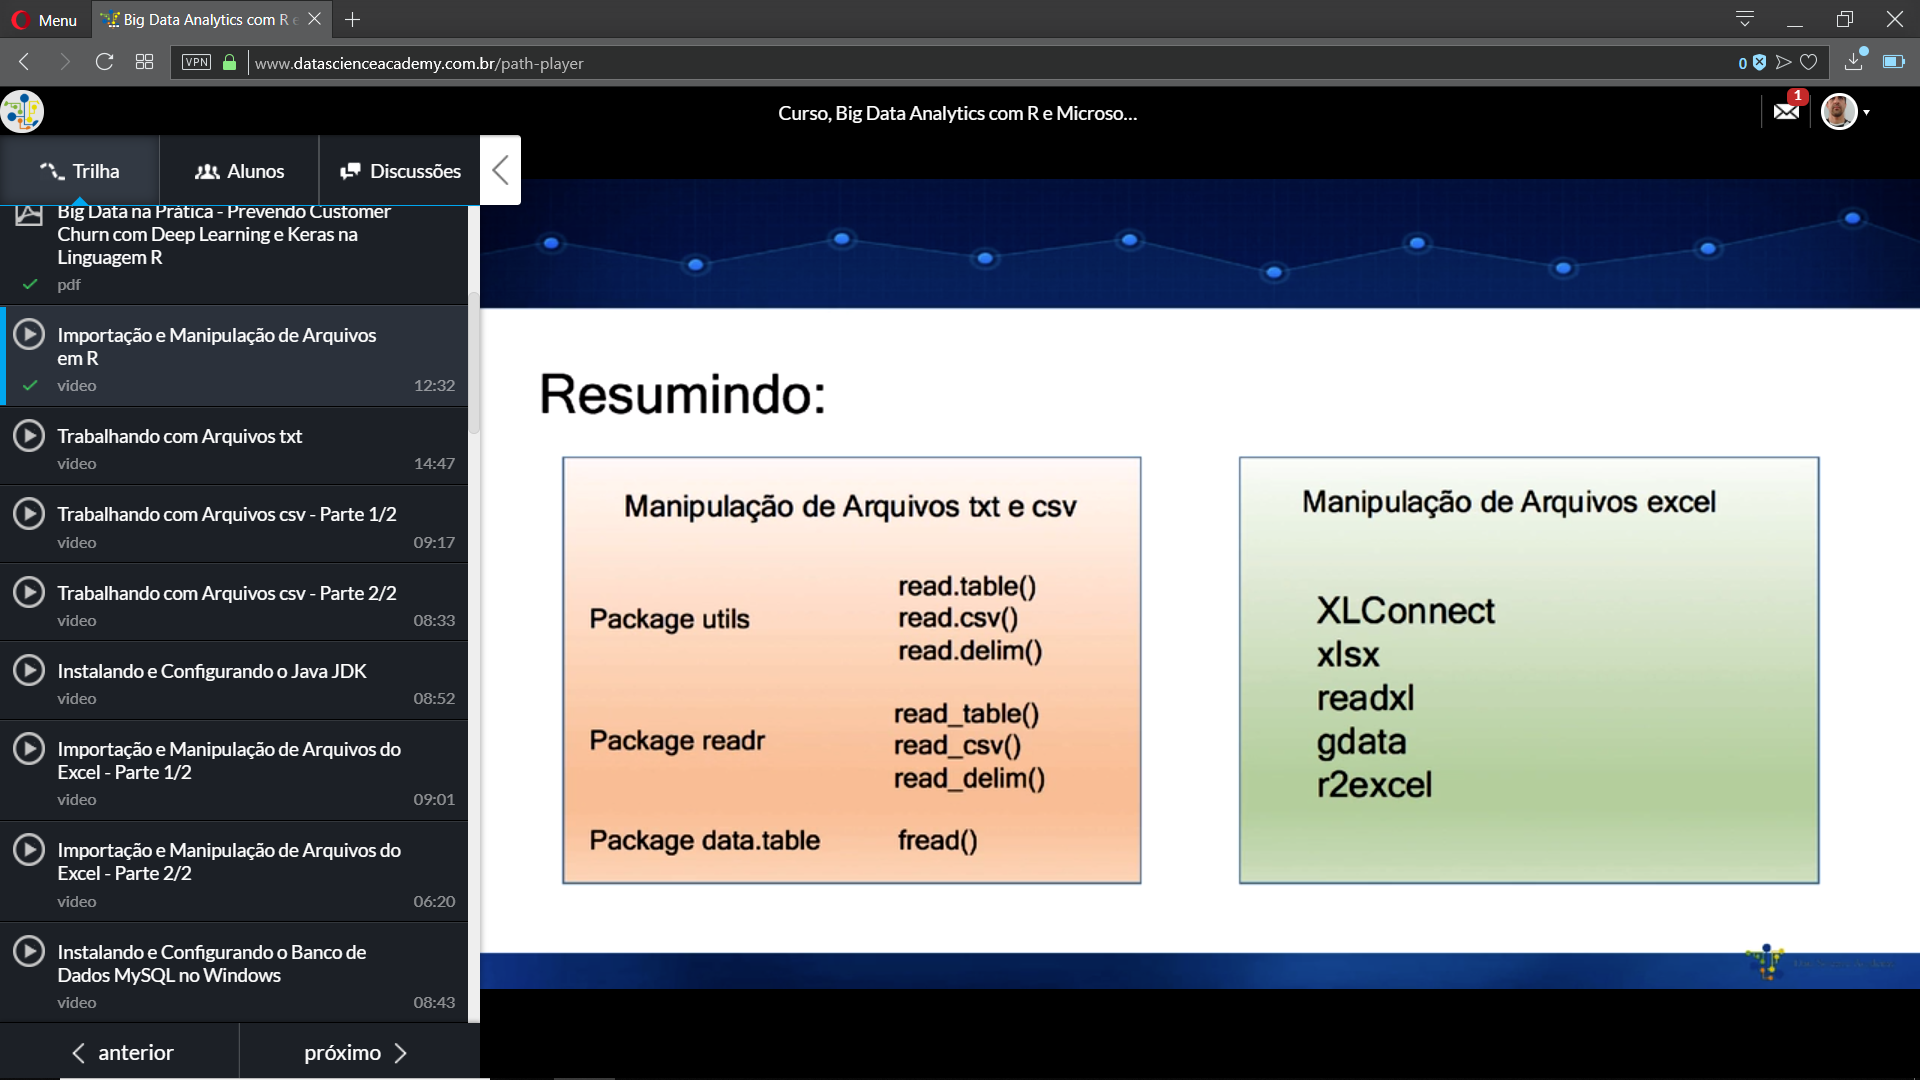 Menu
Big Data Analytics com R e
VPN
www.datascienceacademy.com.br/path-player
0
Curso, Big Data Analytics com R e Microso...
1
Trilha
Alunos
Discussões
Big Data na Prática - Prevendo Customer
Churn com Deep Learning e Keras na
Linguagem R
pdf
Importação e Manipulação de Arquivos
em R
video
12:32
Trabalhando com Arquivos txt
video
14:47
Trabalhando com Arquivos csv - Parte 1/2
video
09:17
Trabalhando com Arquivos csv - Parte 2/2
video
08:33
Instalando e Configurando o Java JDK
video
08:52
Importação e Manipulação de Arquivos do
Excel - Parte 1/2
video
09:01
Importação e Manipulação de Arquivos do
Excel - Parte 2/2
video
06:20
Instalando e Configurando o Banco de
Dados MySQL no Windows
video
08:43
anterior
próximo
Resumindo:
Manipulação de Arquivos txt e csv
Package utils
read.table()
read.csv()
read.delim()
Package readr
read_table()
read_csv()
read_delim()
Package data.table
fread()
Manipulação de Arquivos excel
XLConnect
xlsx
readxl
gdata
r2excel